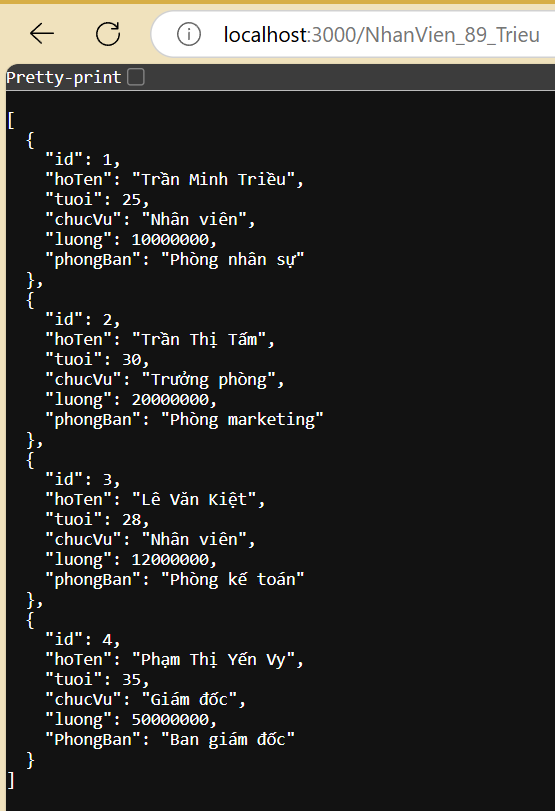 localhost:3000/NhanVien_89_Trieu
Pretty-print
[
  {
    "id": 1,
    "hoTen": "Trần Minh Triều",
    "tuoi": 25,
    "chucVu": "Nhân viên",
    "luong": 10000000,
    "phongBan": "Phòng nhân sự"
  },
  {
    "id": 2,
    "hoTen": "Trần Thị Tấm",
    "tuoi": 30,
    "chucVu": "Trưởng phòng",
    "luong": 20000000,
    "phongBan": "Phòng marketing"
  },
  {
    "id": 3,
    "hoTen": "Lê Văn Kiệt",
    "tuoi": 28,
    "chucVu": "Nhân viên",
    "luong": 12000000,
    "phongBan": "Phòng kế toán"
  },
  {
    "id": 4,
    "hoTen": "Phạm Thị Yến Vy",
    "tuoi": 35,
    "chucVu": "Giám đốc",
    "luong": 50000000,
    "PhongBan": "Ban giám đốc"
  }
]